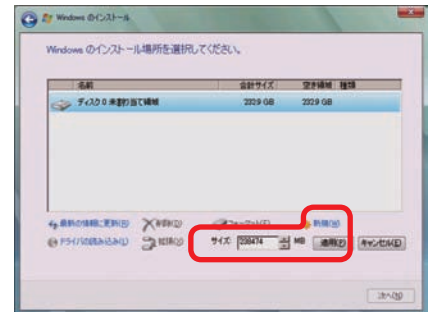 Windows のインストール
Windows のインストール場所を選択してください。
名前 合計サイズ 空き領域 種類
ディスク 0 未割り当て領域 232.9 GB 232.9 GB
最新の情報に更新(R) 削除(D) フォーマット(F) 新規(W)
ドライバの読み込み(L) 拡張(X) サイズ: 238474 MB 適用(P) キャンセル(E)
次へ(N)